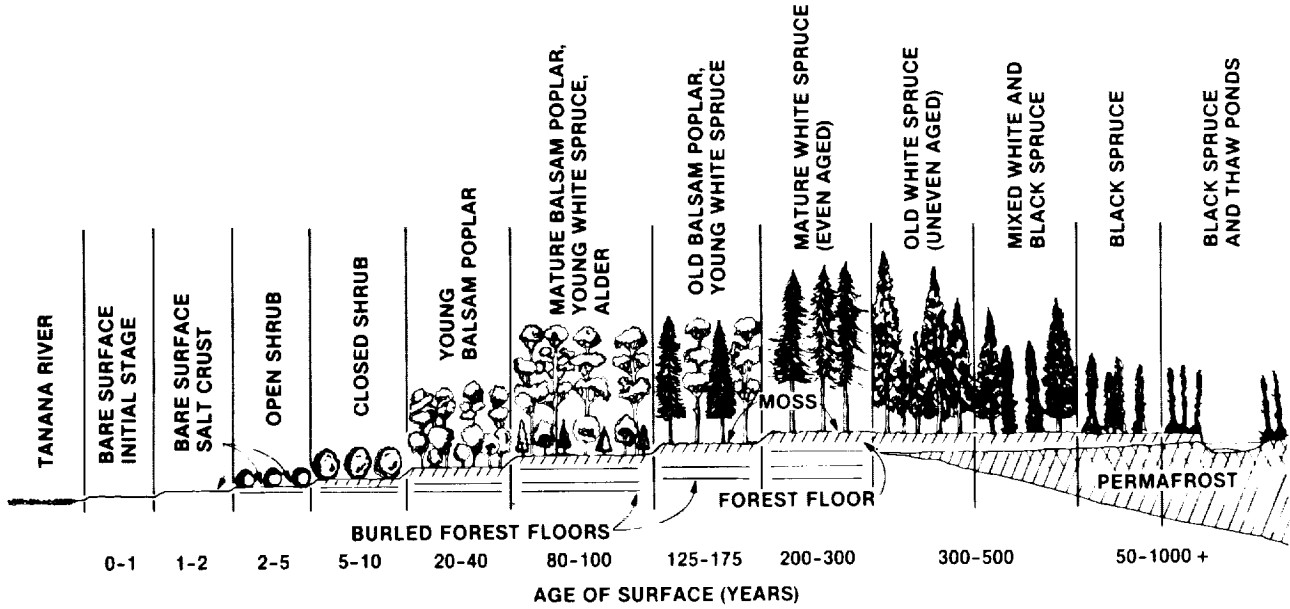 TANANA RIVER
BARE SURFACE
INITIAL STAGE
BARE SURFACE
SALT CRUST
OPEN SHRUB
CLOSED SHRUB
YOUNG
BALSAM POPLAR
MATURE BALSAM POPLAR,
YOUNG WHITE SPRUCE,
ALDER
OLD BALSAM POPLAR,
YOUNG WHITE SPRUCE
MATURE WHITE SPRUCE
(EVEN AGED)
OLD WHITE SPRUCE
(UNEVEN AGED)
MIXED WHITE AND
BLACK SPRUCE
BLACK SPRUCE
BLACK SPRUCE
AND THAW PONDS
MOSS
PERMAFROST
FOREST FLOOR
BURLED FOREST FLOORS
0-1 1-2 2-5 5-10 20-40 80-100 125-175 200-300 300-500 50-1000 +
AGE OF SURFACE (YEARS)